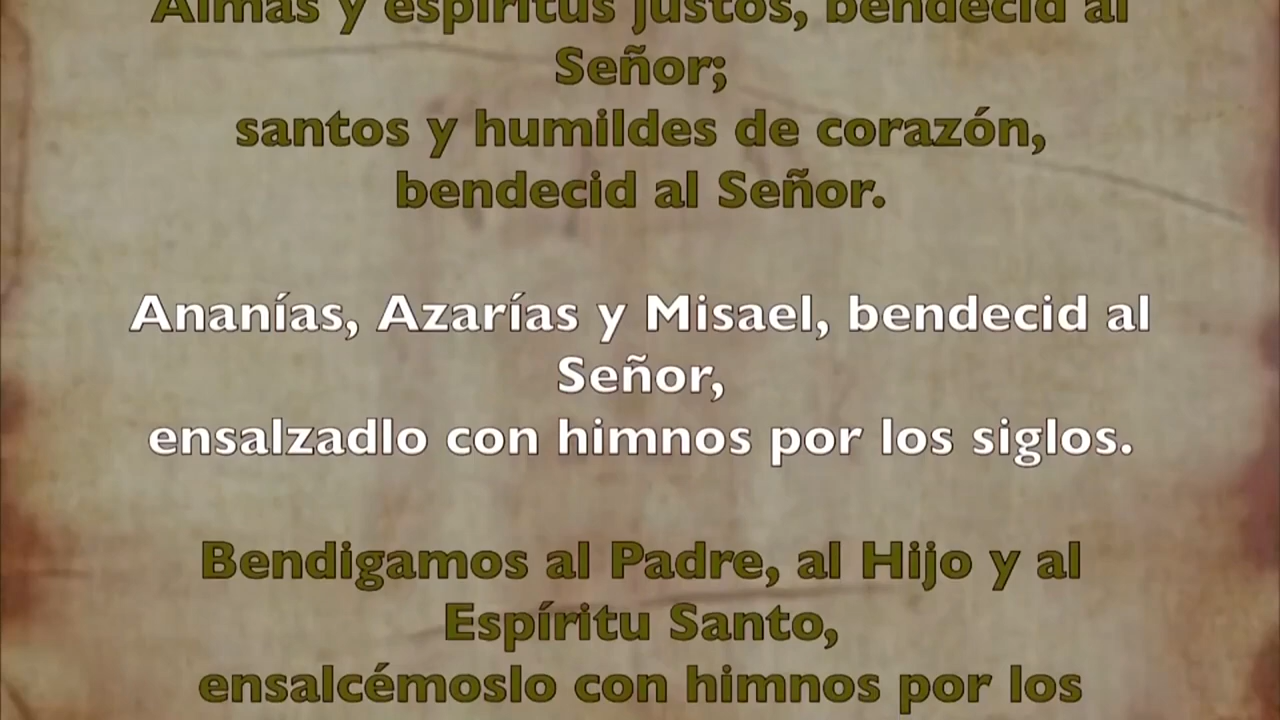 Almas y espíritus justos, bendecid al
Señor;
santos y humildes de corazón,
bendecid al Señor.
Ananías, Azarías y Misael, bendecid al
Señor,
ensalzadlo con himnos por los siglos.
Bendigamos al Padre, al Hijo y al
Espíritu Santo,
ensalcémoslo con himnos por los